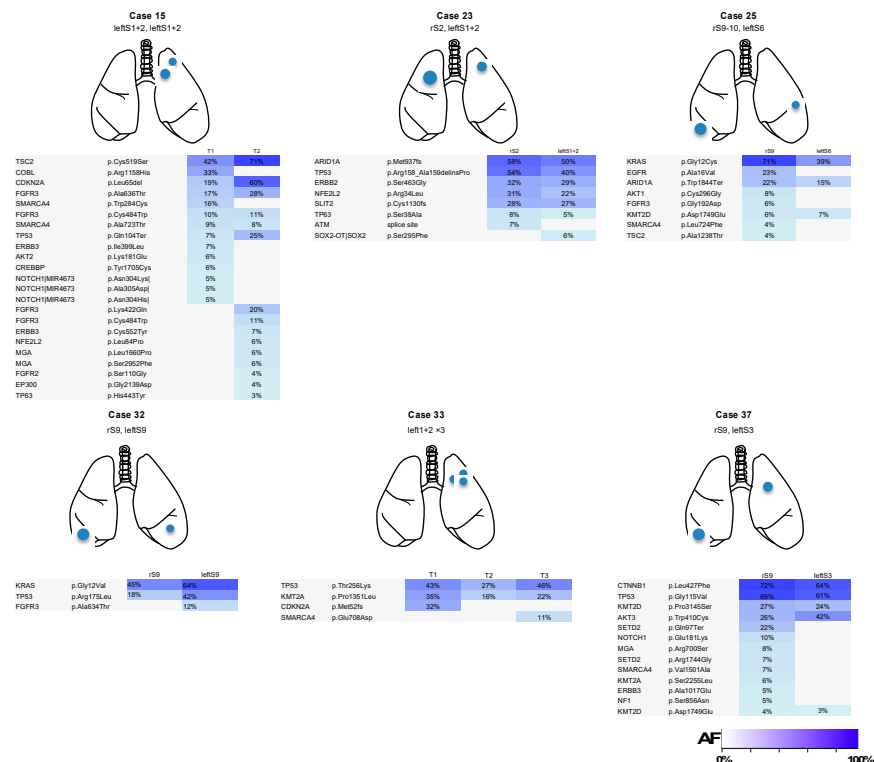 Case 15
leftS1+2, leftS1+2
T1 T2
TSC2 p.Cys519Ser 42% 71%
COBL p.Arg1158His 33%
CDKN2A p.Leu65del 19% 60%
FGFR3 p.Ala636Thr 17% 28%
SMARCA4 p.Trp284Cys 16%
FGFR3 p.Cys484Trp 10% 11%
SMARCA4 p.Ala723Thr 9% 8%
TP53 p.Gln104Ter 7% 25%
ERBB3 p.Ile399Leu 7%
AKT2 p.Lys181Glu 6%
CREBBP p.Tyr1705Cys 6%
NOTCH1|MIR4673 p.Asn304Lys| 5%
NOTCH1|MIR4673 p.Ala305Asp| 5%
NOTCH1|MIR4673 p.Asn304His| 5%
FGFR3 p.Lys422Gln 20%
FGFR3 p.Cys484Trp 11%
ERBB3 p.Cys552Tyr 7%
NFE2L2 p.Leu84Pro 6%
MGA p.Leu1660Pro 6%
MGA p.Ser2952Phe 6%
FGFR2 p.Ser110Gly 4%
EP300 p.Gly2139Asp 4%
TP63 p.His443Tyr 3%
Case 23
rS2, leftS1+2
rS2 leftS1+2
ARID1A p.Met937fs 58% 50%
TP53 p.Arg158_Ala159delinsPro 54% 40%
ERBB2 p.Ser463Gly 32% 29%
NFE2L2 p.Arg34Leu 31% 22%
SLIT2 p.Cys1130fs 28% 27%
TP63 p.Ser38Ala 8% 5%
ATM splice site 7%
SOX2-OT|SOX2 p.Ser295Phe 6%
Case 25
rS9-10, leftS6
rS9 leftS6
KRAS p.Gly12Cys 71% 39%
EGFR p.Ala16Val 23%
ARID1A p.Trp1844Ter 22% 15%
AKT1 p.Cys296Gly 8%
FGFR3 p.Gly192Asp 6%
KMT2D p.Asp1749Glu 6% 7%
SMARCA4 p.Leu724Phe 4%
TSC2 p.Ala1238Thr 4%
Case 32
rS9, leftS9
rS9 leftS9
KRAS p.Gly12Val 45% 64%
TP53 p.Arg175Leu 18% 42%
FGFR3 p.Ala634Thr 12%
Case 33
left1+2 ×3
T1 T2 T3
TP53 p.Thr256Lys 43% 27% 46%
KMT2A p.Pro1351Leu 35% 16% 22%
CDKN2A p.Met52fs 32%
SMARCA4 p.Glu708Asp 11%
Case 37
rS9, leftS3
rS9 leftS3
CTNNB1 p.Leu427Phe 72% 64%
TP53 p.Gly115Val 69% 61%
KMT2D p.Pro3145Ser 27% 24%
AKT3 p.Trp410Cys 26% 42%
SETD2 p.Gln97Ter 22%
NOTCH1 p.Glu181Lys 10%
MGA p.Arg700Ser 8%
SETD2 p.Arg1744Gly 7%
SMARCA4 p.Val1501Ala 7%
KMT2A p.Ser2255Leu 6%
ERBB3 p.Ala1017Glu 5%
NF1 p.Ser856Asn 5%
KMT2D p.Asp1749Glu 4% 3%
AF
0% 100%